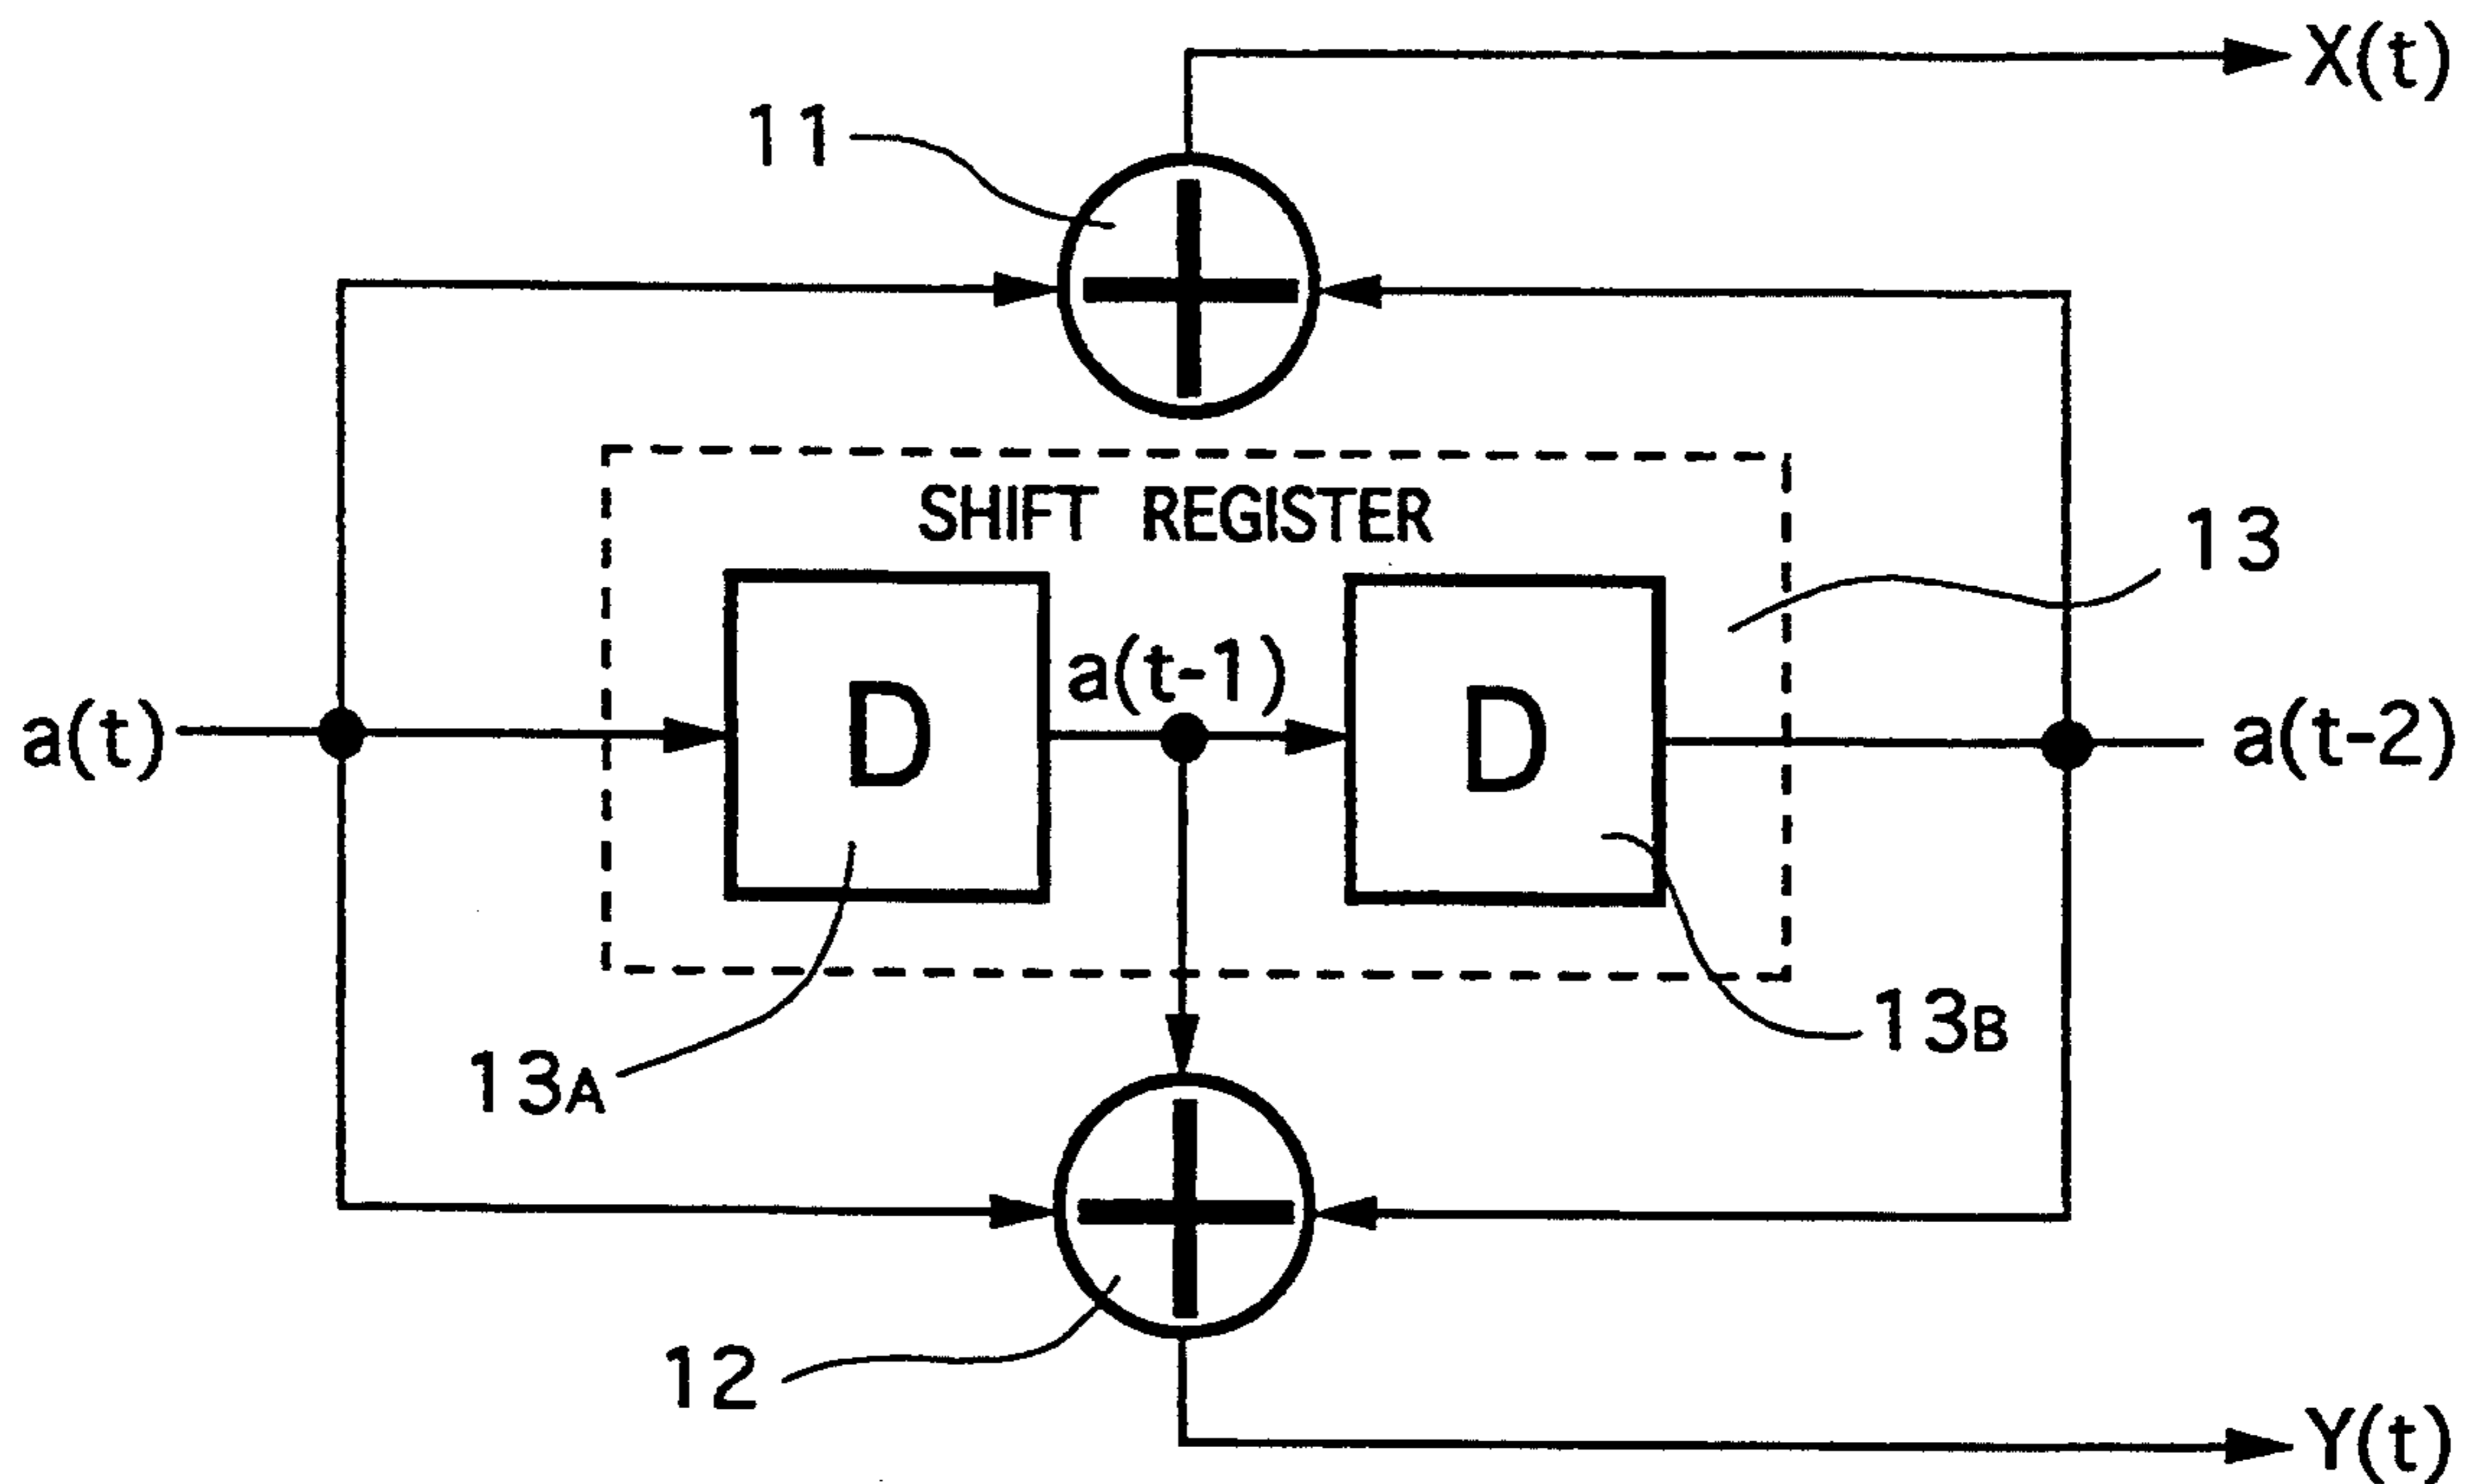 X(t)
11
SHIFT REGISTER
13
a(t)
D
a(t-1)
D
a(t-2)
13A
13B
12
Y(t)